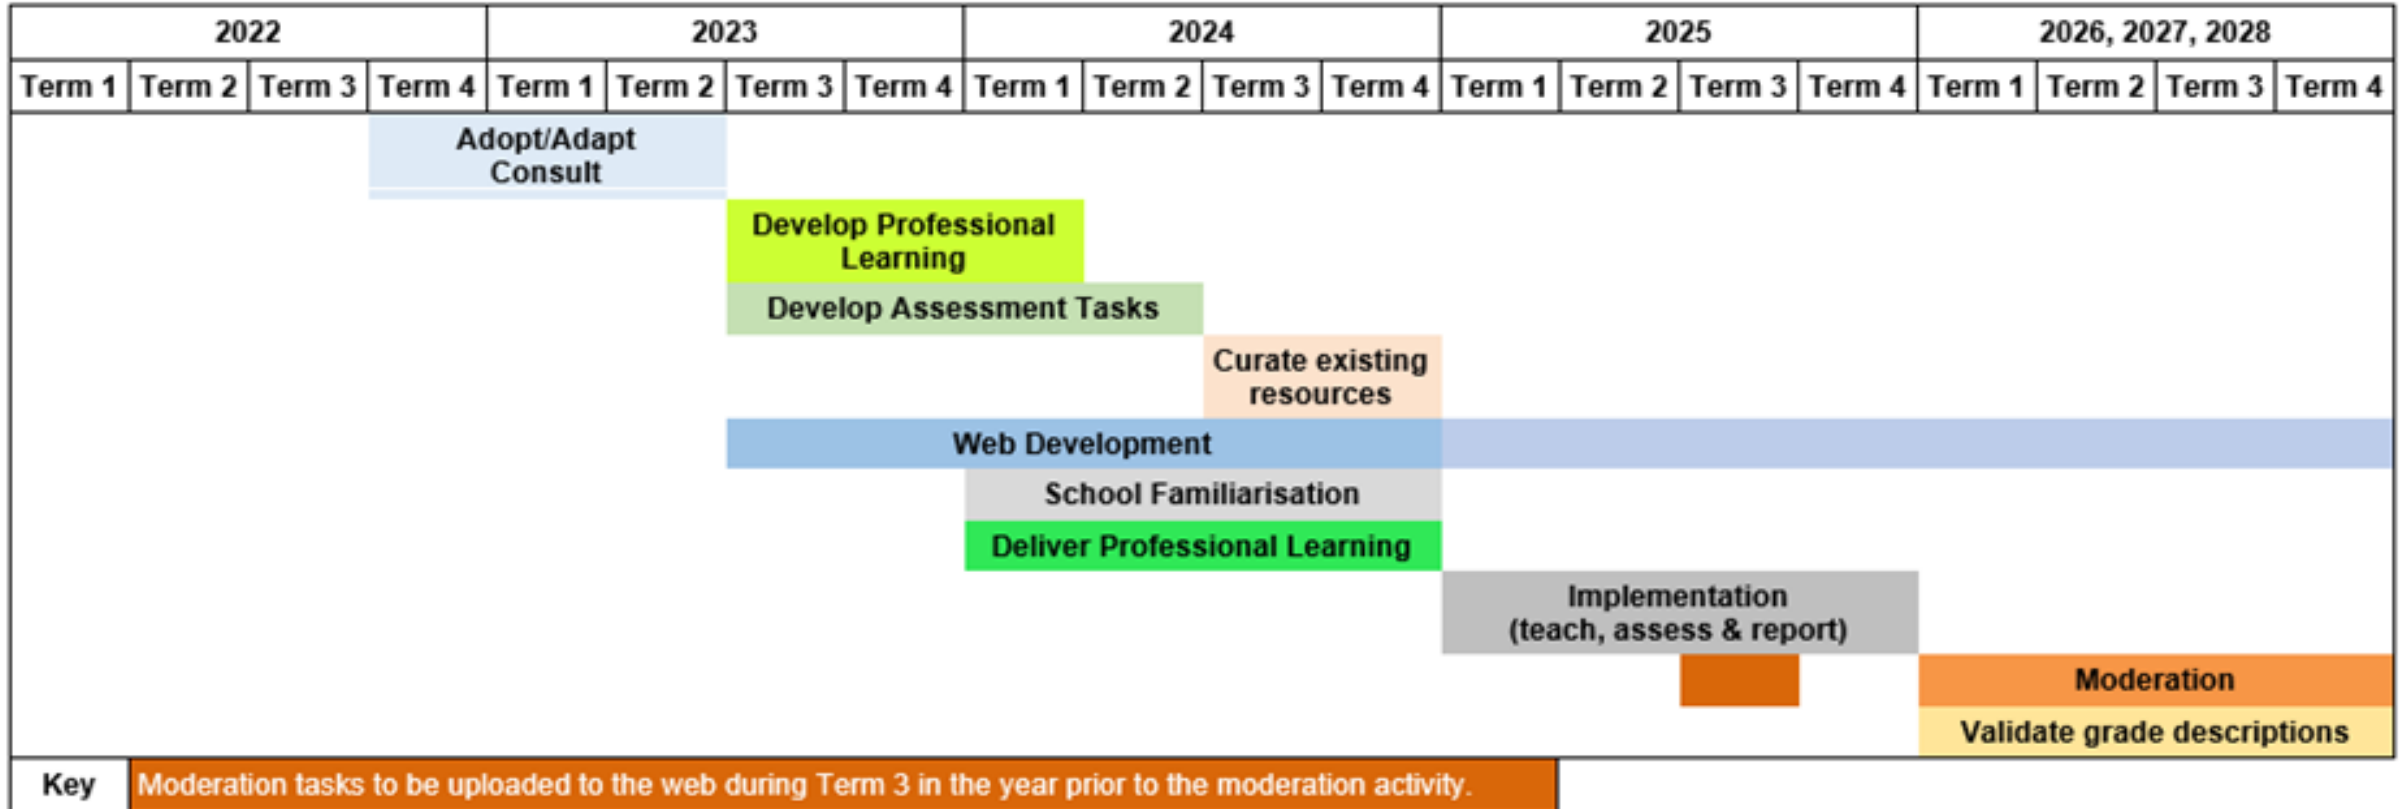 2022 2023 2024 2025 2026, 2027, 2028
Term 1 Term 2 Term 3 Term 4 Term 1 Term 2 Term 3 Term 4 Term 1 Term 2 Term 3 Term 4 Term 1 Term 2 Term 3 Term 4 Term 1 Term 2 Term 3 Term 4
Adopt/Adapt
Consult
Develop Professional
Learning
Develop Assessment Tasks
Curate existing
resources
Web Development
School Familiarisation
Deliver Professional Learning
Implementation
(teach, assess & report)
Moderation
Validate grade descriptions
Key Moderation tasks to be uploaded to the web during Term 3 in the year prior to the moderation activity.